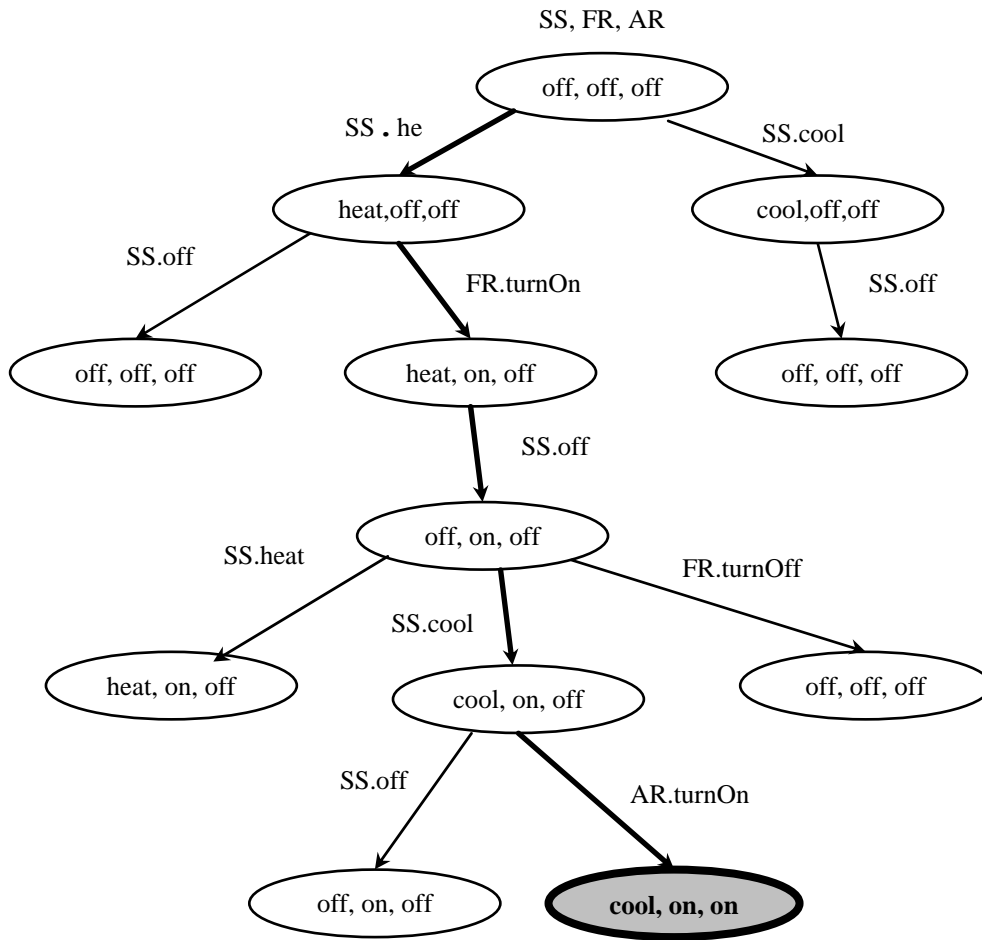 SS, FR, AR
off, off, off
SS . he
SS.cool
heat,off,off
cool,off,off
SS.off
FR.turnOn
SS.off
off, off, off
heat, on, off
off, off, off
SS.off
off, on, off
SS.heat
FR.turnOff
SS.cool
heat, on, off
cool, on, off
off, off, off
SS.off
AR.turnOn
off, on, off
cool, on, on